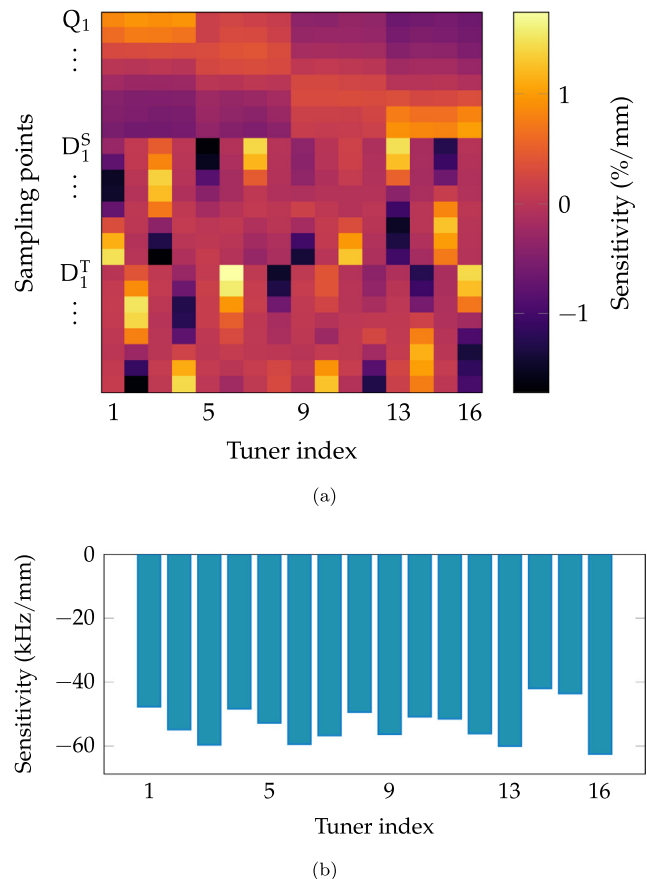 Q₁
⋮
D₁ˢ
⋮
D₁ᵀ
⋮
Sampling points
1 5 9 13 16
Tuner index
1
0
−1
Sensitivity (%/mm)
(a)
0
−20
−40
−60
Sensitivity (kHz/mm)
1 5 9 13 16
Tuner index
(b)